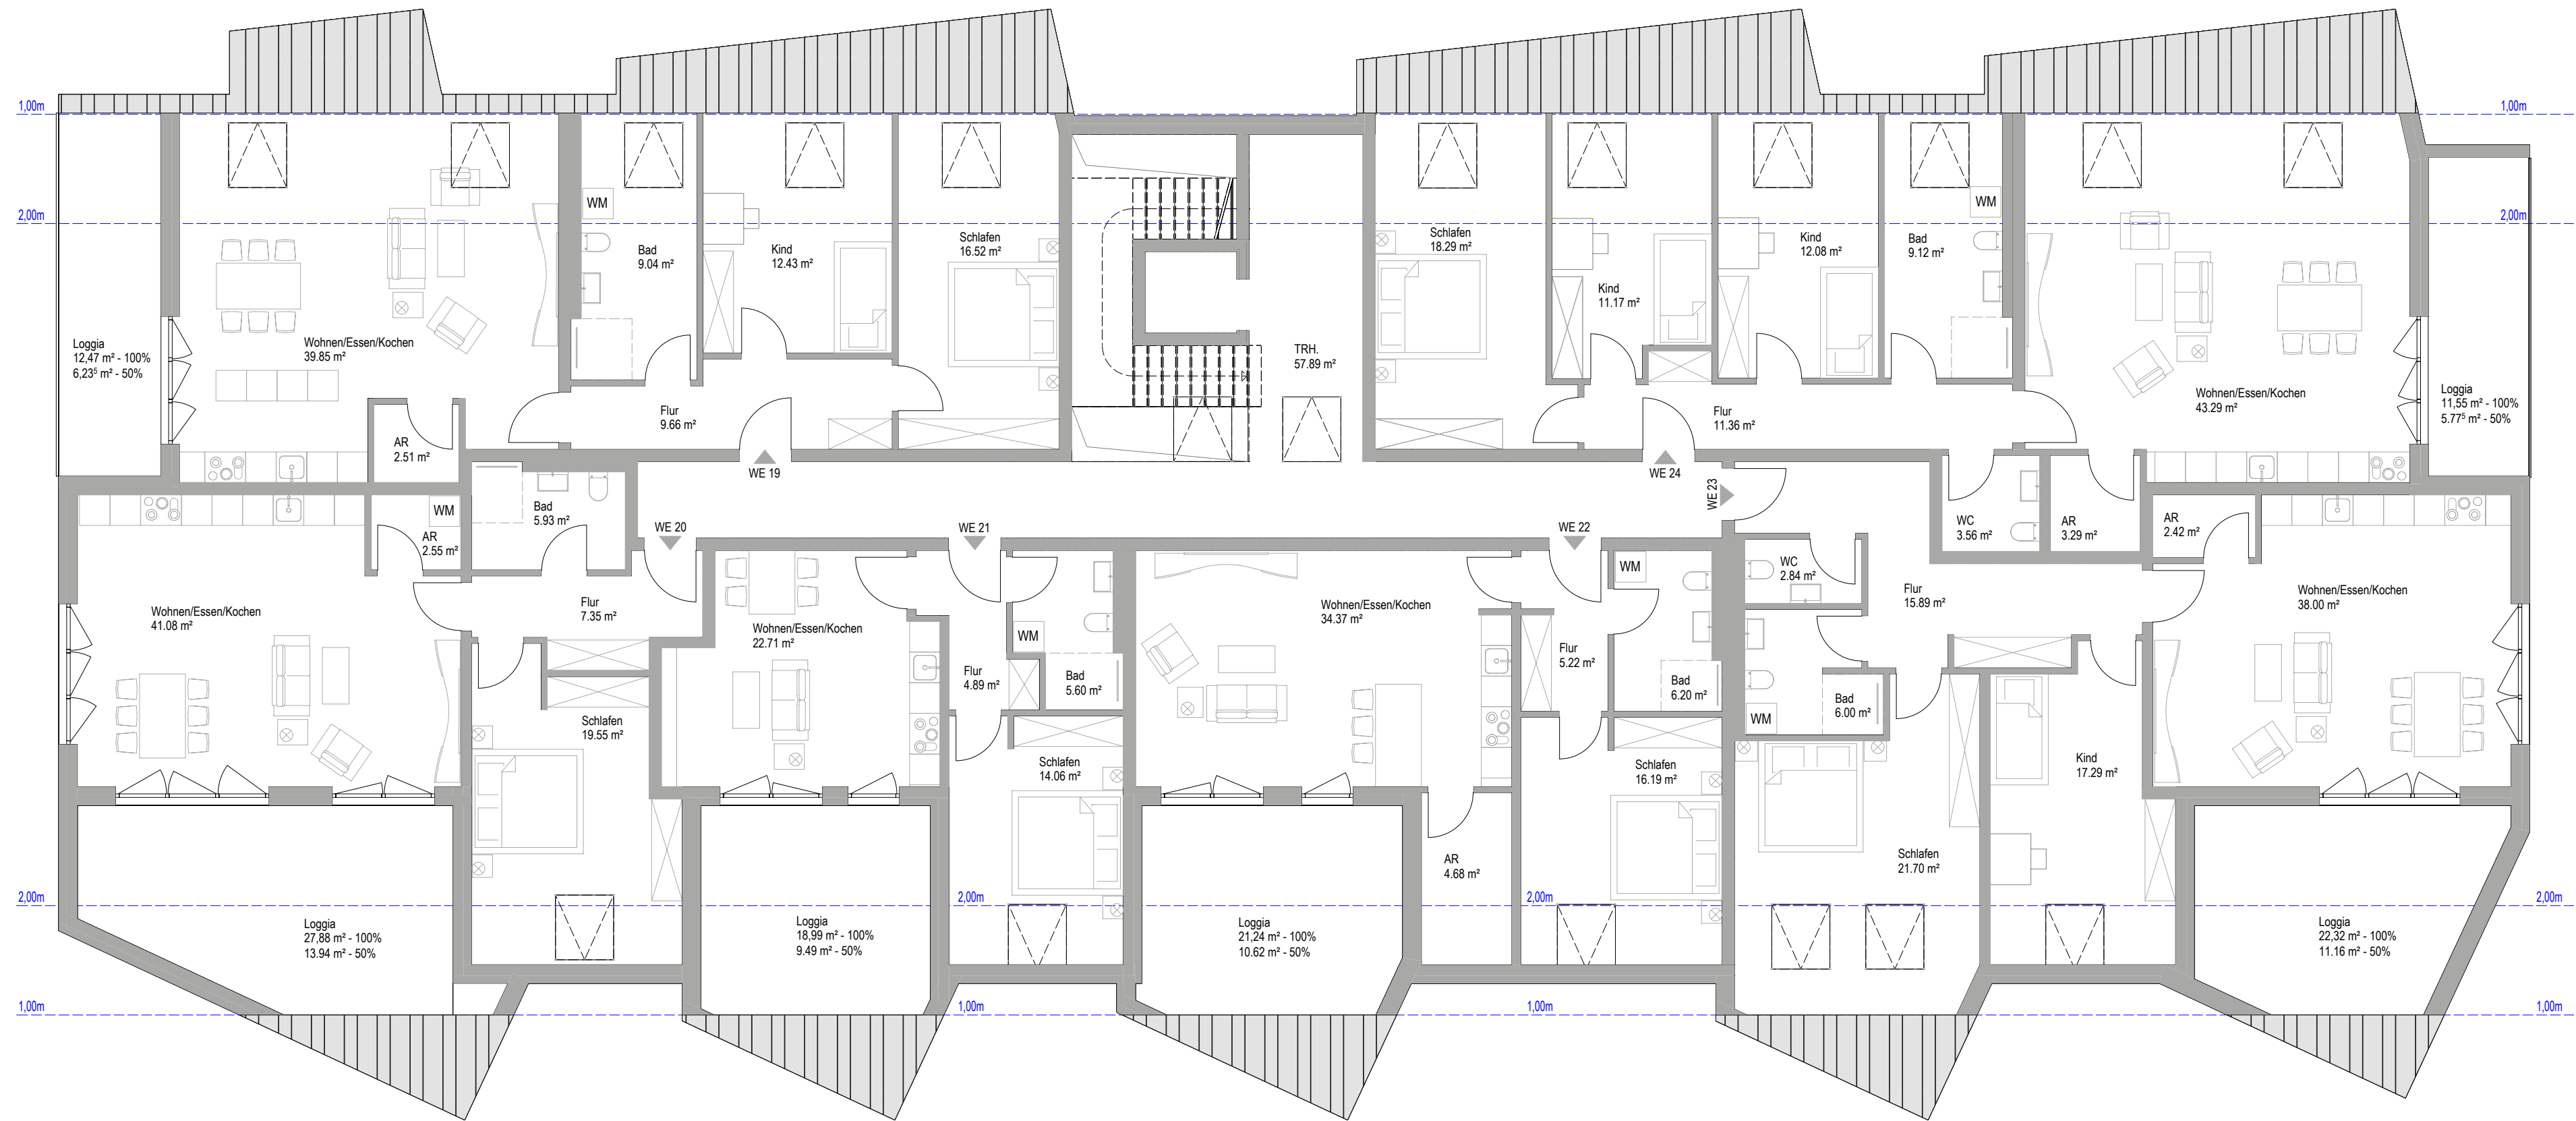 1,00m
1,00m
2,00m
2,00m
WM
WM
Bad
9.04 m²
Kind
12.43 m²
Schlafen
16.52 m²
Schlafen
18.29 m²
Kind
11.17 m²
Kind
12.08 m²
Bad
9.12 m²
Loggia
12,47 m² - 100%
6,23⁵ m² - 50%
Wohnen/Essen/Kochen
39.85 m²
TRH.
57.89 m²
Wohnen/Essen/Kochen
43.29 m²
Loggia
11,55 m² - 100%
5.77⁵ m² - 50%
AR
2.51 m²
Flur
9.66 m²
Flur
11.36 m²
WE 19
WE 24
WE 23
WM
AR
2.55 m²
Bad
5.93 m²
WE 20
WE 21
WE 22
WC
3.56 m²
AR
3.29 m²
AR
2.42 m²
Wohnen/Essen/Kochen
41.08 m²
Flur
7.35 m²
Wohnen/Essen/Kochen
22.71 m²
WM
Flur
4.89 m²
Bad
5.60 m²
Wohnen/Essen/Kochen
34.37 m²
WM
Flur
5.22 m²
Bad
6.20 m²
WC
2.84 m²
Flur
15.89 m²
Wohnen/Essen/Kochen
38.00 m²
WM
Bad
6.00 m²
Schlafen
19.55 m²
Schlafen
14.06 m²
Schlafen
16.19 m²
Kind
17.29 m²
AR
4.68 m²
Schlafen
21.70 m²
2,00m
2,00m
2,00m
2,00m
Loggia
27,88 m² - 100%
13.94 m² - 50%
Loggia
18,99 m² - 100%
9.49 m² - 50%
Loggia
21,24 m² - 100%
10.62 m² - 50%
Loggia
22,32 m² - 100%
11.16 m² - 50%
1,00m
1,00m
1,00m
1,00m